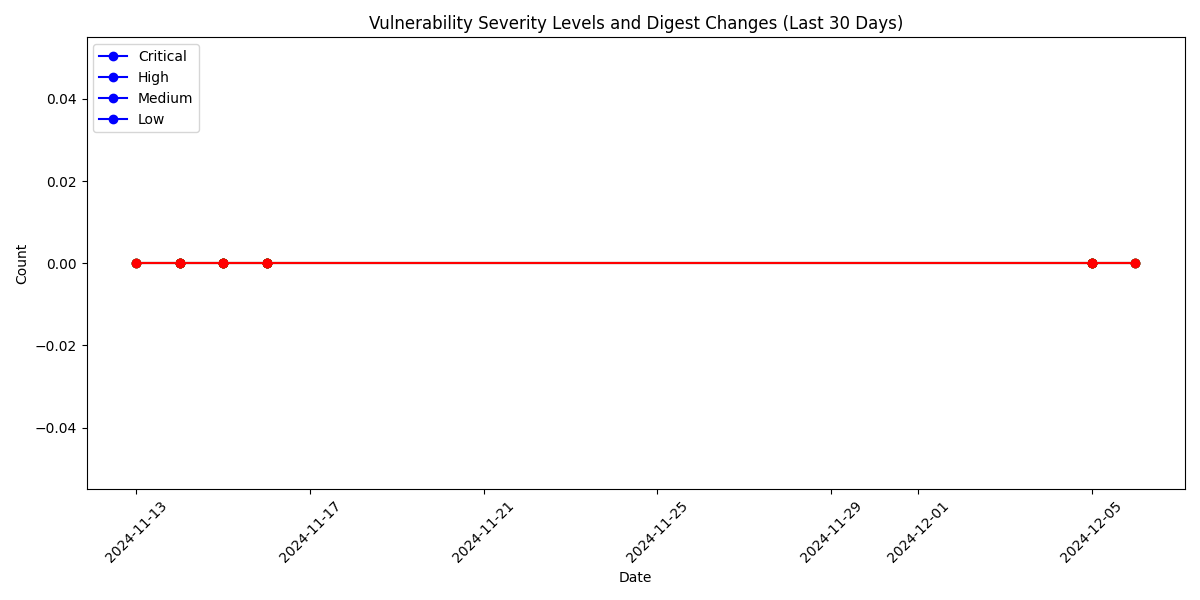 Vulnerability Severity Levels and Digest Changes (Last 30 Days)
Critical
High
Medium
Low
Count
0.04
0.02
0.00
−0.02
−0.04
2024-11-13
2024-11-17
2024-11-21
2024-11-25
2024-11-29
2024-12-01
2024-12-05
Date